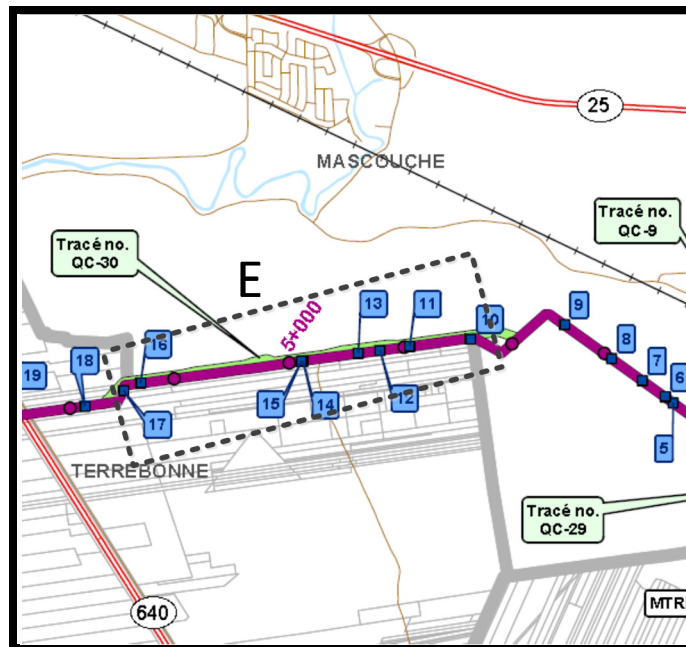 25
MASCOUCHE
Tracé no.
QC-9
Tracé no.
QC-30
E
5+000
13
11
10
9
16
8
18
19
7
6
15
14
12
17
5
TERREBONNE
Tracé no.
QC-29
640
MTR